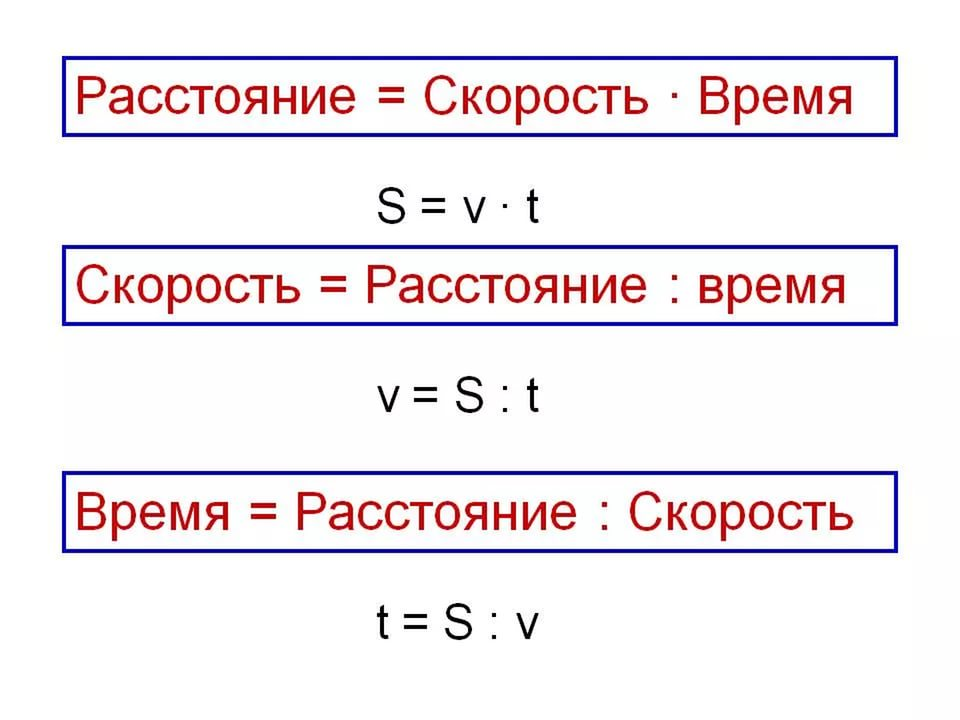 Расстояние = Скорость · Время
S = v · t
Скорость = Расстояние : время
v = S : t
Время = Расстояние : Скорость
t = S : v